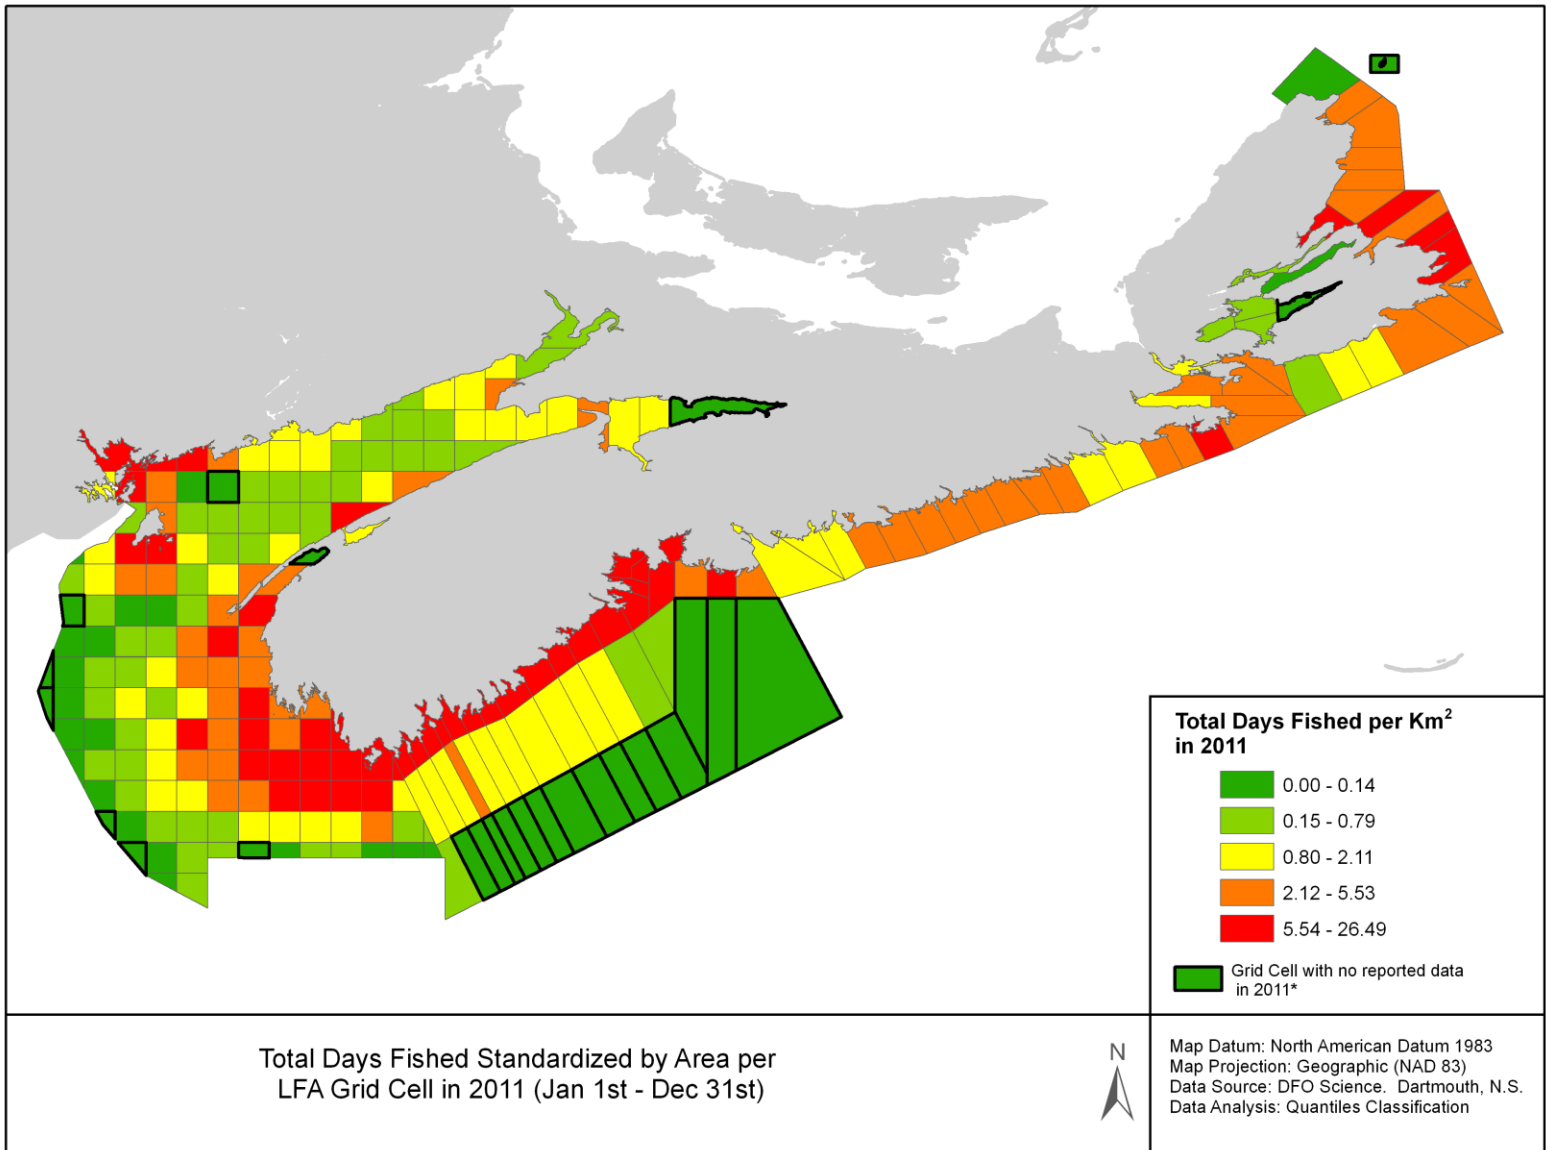 Total Days Fished per Km2
in 2011
0.00 - 0.14
0.15 - 0.79
0.80 - 2.11
2.12 - 5.53
5.54 - 26.49
Grid Cell with no reported data
in 2011*
Total Days Fished Standardized by Area per
LFA Grid Cell in 2011 (Jan 1st - Dec 31st)
N
Map Datum: North American Datum 1983
Map Projection: Geographic (NAD 83)
Data Source: DFO Science. Dartmouth, N.S.
Data Analysis: Quantiles Classification